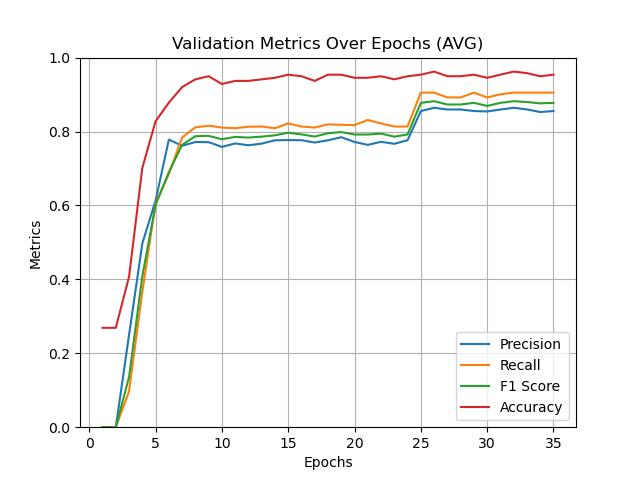 Validation Metrics Over Epochs (AVG)
1.0
0.8
0.6
0.4
0.2
0.0
Metrics
0 5 10 15 20 25 30 35
Epochs
Precision
Recall
F1 Score
Accuracy